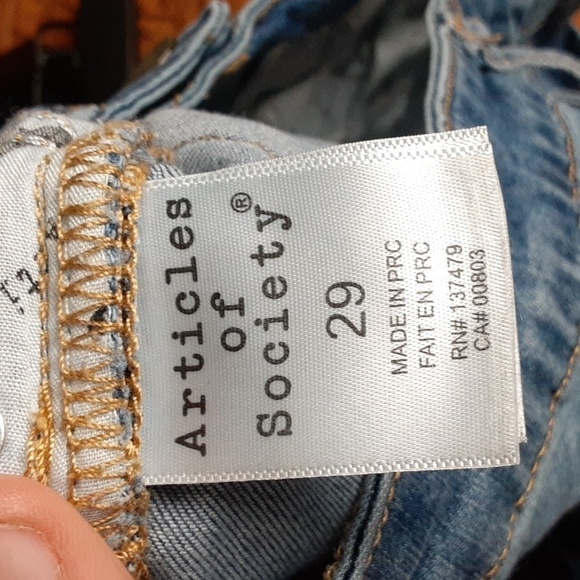 Articles
of
Society®
29
MADE IN PRC
FAIT EN PRC
RN# 137479
CA# 00803